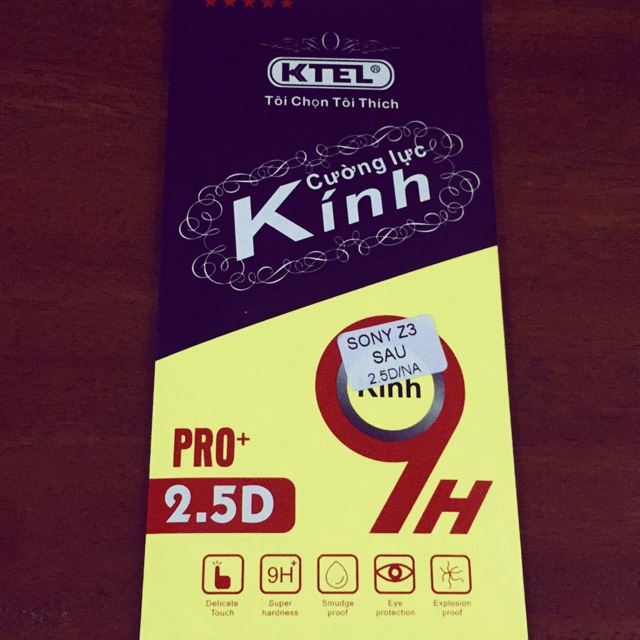 KTEL®
Tôi Chọn Tôi Thích
Cường lực
Kính
SONY Z3
SAU
2.5D/NA
Kính
9H
PRO+
2.5D
9H+
Delicate Touch
Super hardness
Smudge proof
Eye protection
Explosion proof